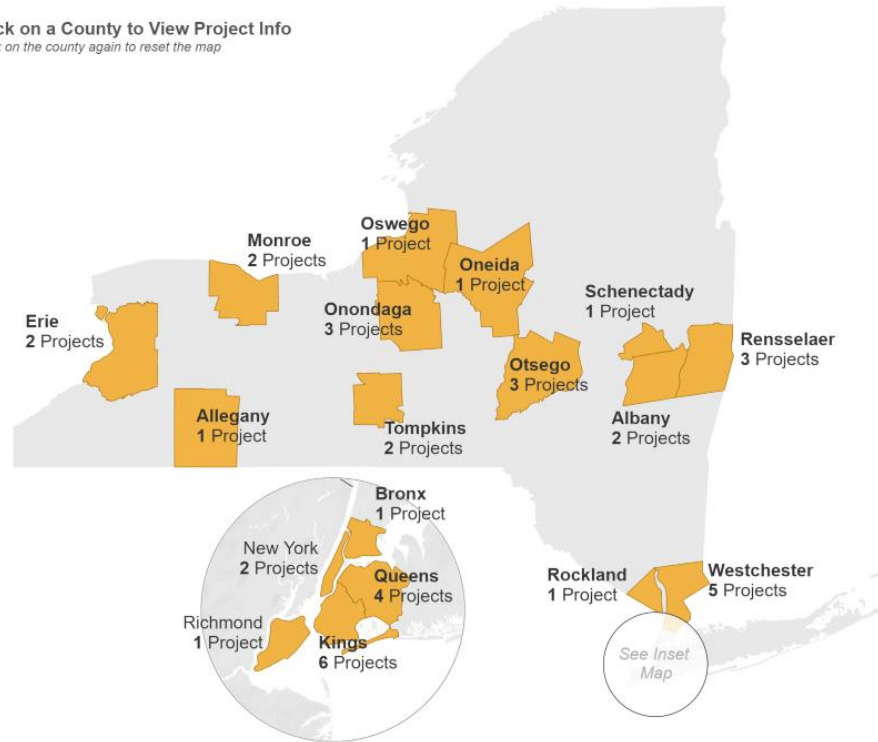 ck on a County to View Project Info
on the county again to reset the map
Oswego
1 Project
Monroe
2 Projects
Oneida
1 Project
Schenectady
1 Project
Onondaga
3 Projects
Erie
2 Projects
Rensselaer
3 Projects
Otsego
3 Projects
Allegany
1 Project
Tompkins
2 Projects
Albany
2 Projects
Bronx
1 Project
New York
2 Projects
Queens
4 Projects
Rockland
1 Project
Westchester
5 Projects
Richmond
1 Project
Kings
6 Projects
See Inset
Map